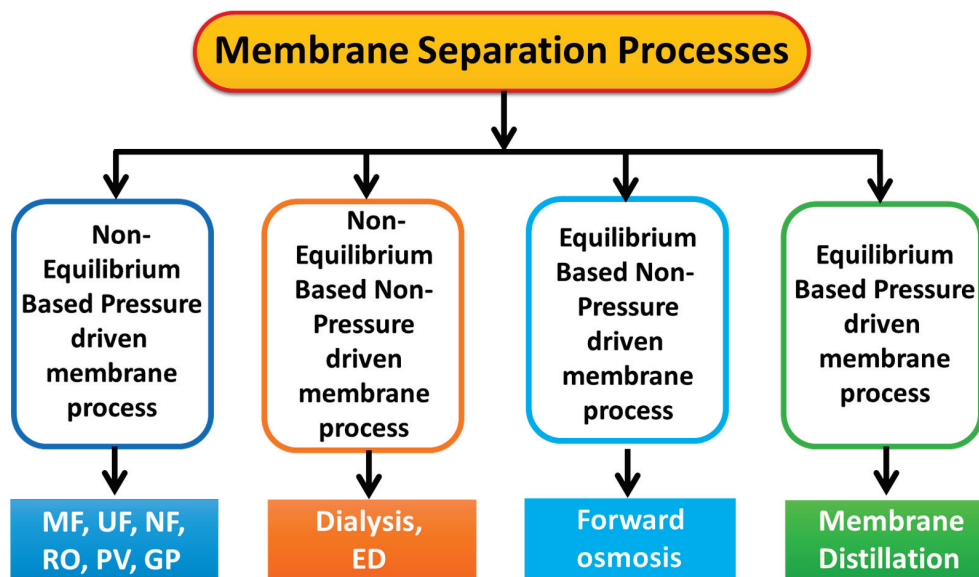 Membrane Separation Processes
Non-
Equilibrium
Based Pressure
driven
membrane
process
Non-
Equilibrium
Based Non-
Pressure
driven
membrane
process
Equilibrium
Based Non-
Pressure
driven
membrane
process
Equilibrium
Based Pressure
driven
membrane
process
MF, UF, NF,
RO, PV, GP
Dialysis,
ED
Forward
osmosis
Membrane
Distillation